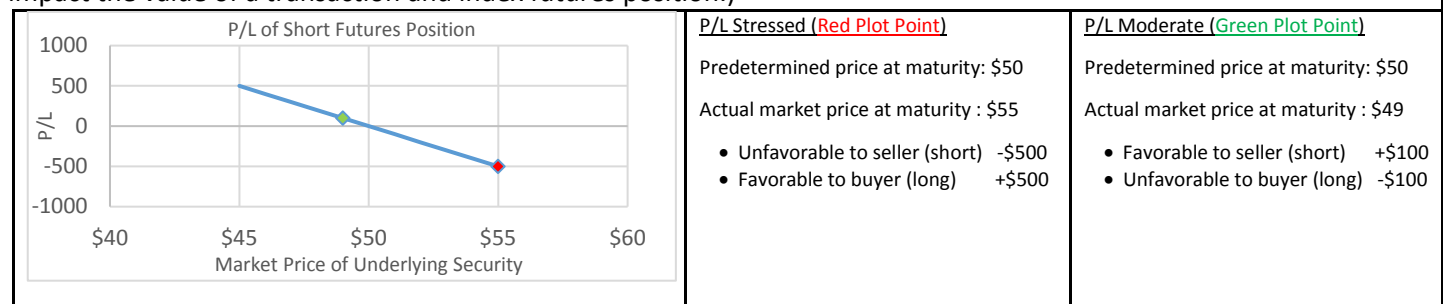 impact the value of a transaction and index futures position.)
P/L of Short Futures Position
1000
500
0
-500
-1000
P/L
$40 $45 $50 $55 $60
Market Price of Underlying Security
P/L Stressed (Red Plot Point)
Predetermined price at maturity: $50
Actual market price at maturity : $55
• Unfavorable to seller (short) -$500
• Favorable to buyer (long) +$500
P/L Moderate (Green Plot Point)
Predetermined price at maturity: $50
Actual market price at maturity : $49
• Favorable to seller (short) +$100
• Unfavorable to buyer (long) -$100